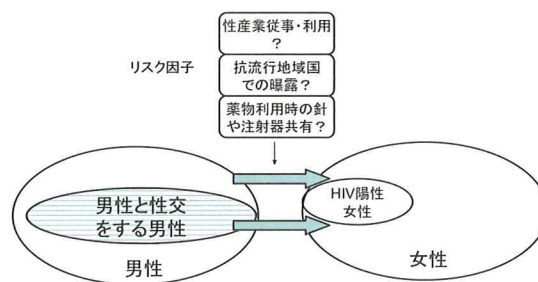 性産業従事・利用
?
リスク因子
抗流行地域国
での曝露?
薬物利用時の針
や注射器共有?
男性と性交
をする男性
男性
HIV陽性
女性
女性